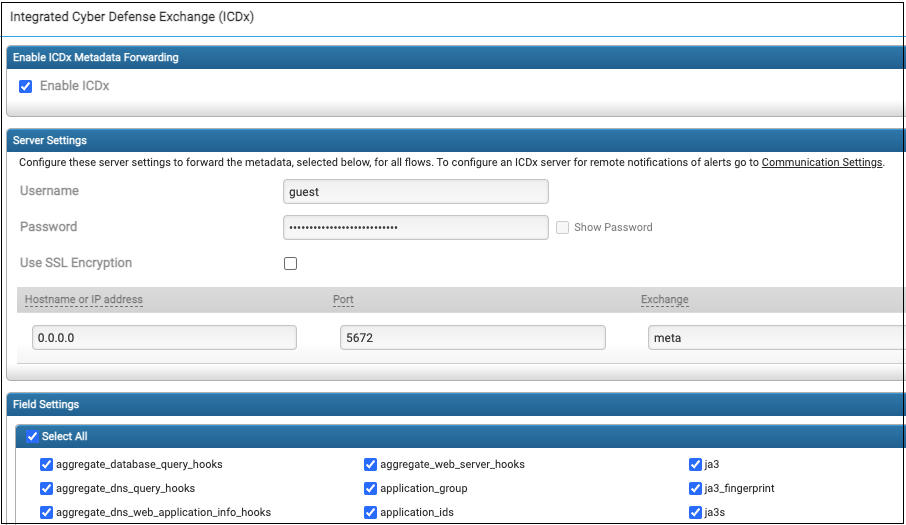 Integrated Cyber Defense Exchange (ICDx)
Enable ICDx Metadata Forwarding
Enable ICDx
Server Settings
Configure these server settings to forward the metadata, selected below, for all flows. To configure an ICDx server for remote notifications of alerts go to Communication Settings.
Username guest
Password •••••••••••••••••••••••••• Show Password
Use SSL Encryption
Hostname or IP address Port Exchange
0.0.0.0 5672 meta
Field Settings
Select All
aggregate_database_query_hooks aggregate_web_server_hooks ja3
aggregate_dns_query_hooks application_group ja3_fingerprint
aggregate_dns_web_application_info_hooks application_ids ja3s